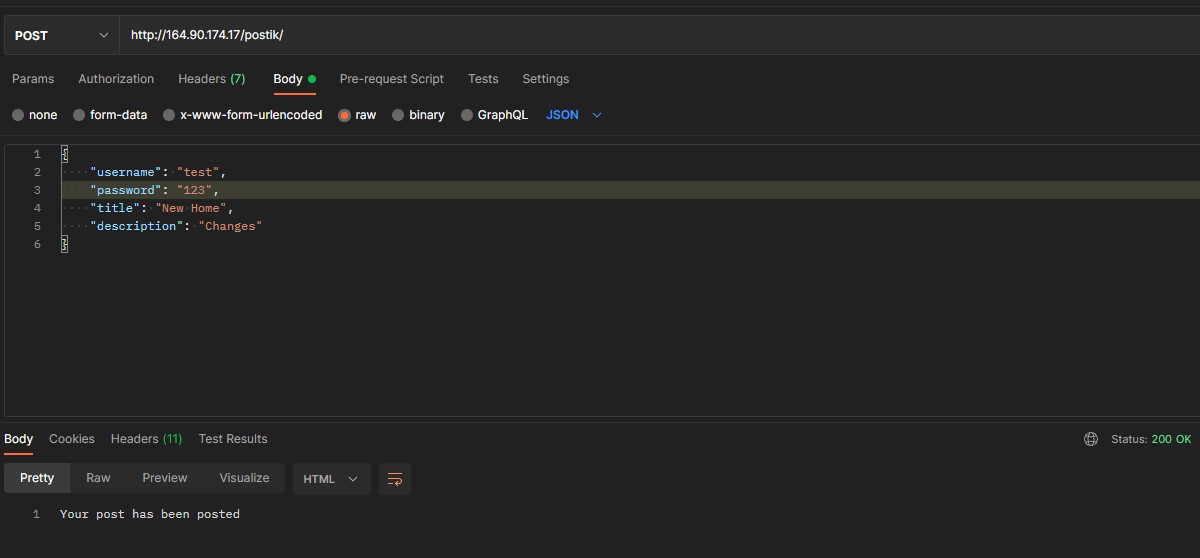 POST http://164.90.174.17/postik/
Params Authorization Headers (7) Body Pre-request Script Tests Settings
none form-data x-www-form-urlencoded raw binary GraphQL JSON
1 {
2 "username": "test",
3 "password": "123",
4 "title": "New Home",
5 "description": "Changes"
6 }
Body Cookies Headers (11) Test Results Status: 200 OK
Pretty Raw Preview Visualize HTML
1 Your post has been posted